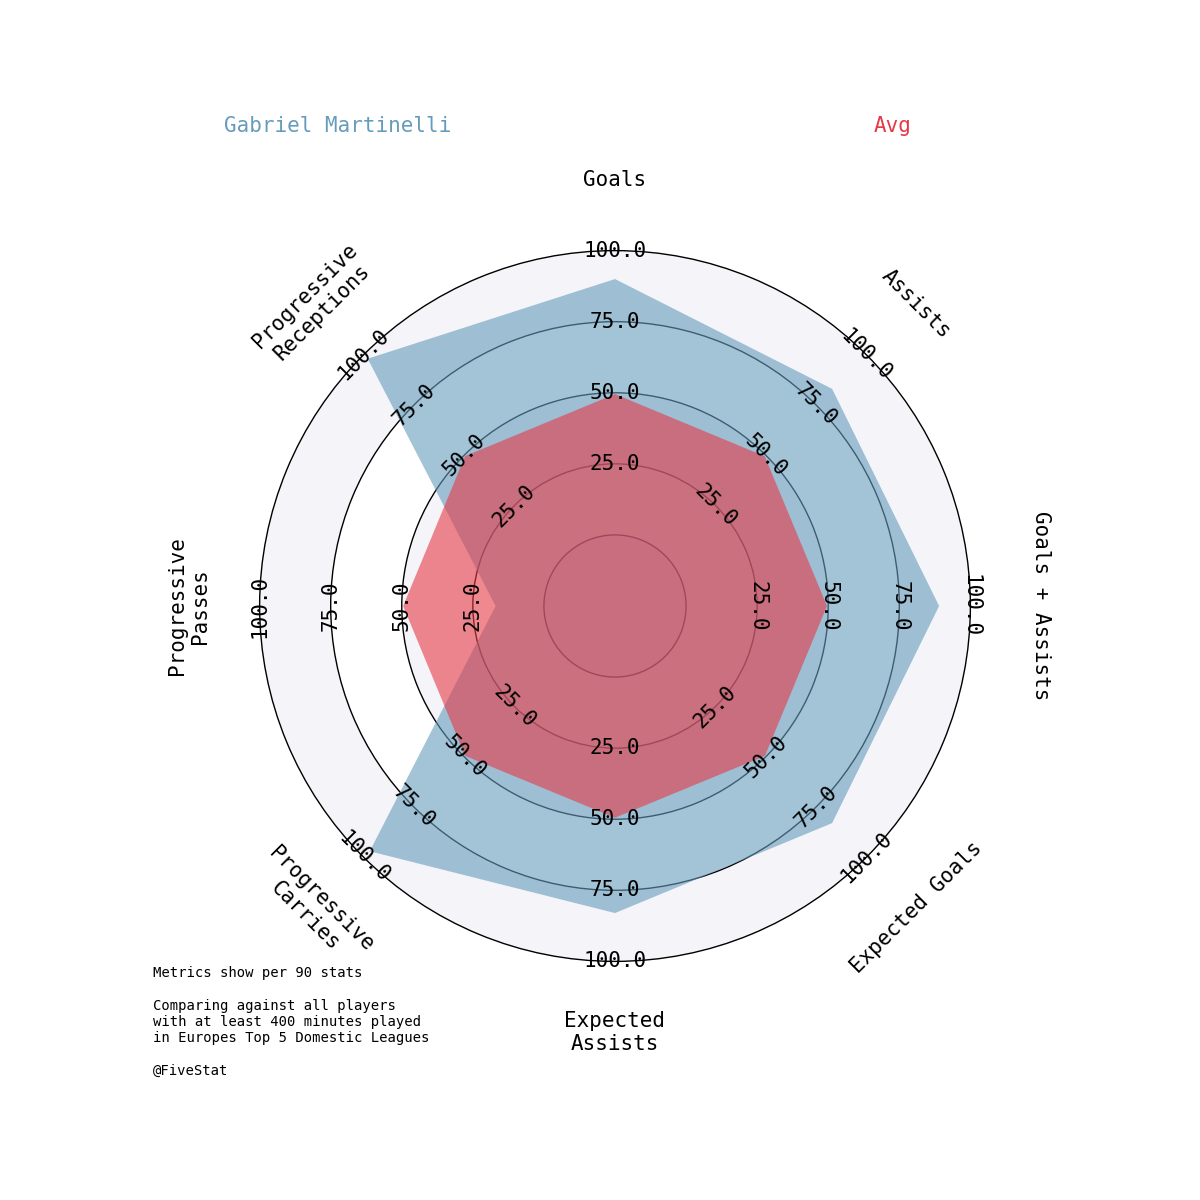 Gabriel Martinelli
Avg
Goals
Assists
Goals + Assists
Expected Goals
Expected
Assists
Progressive
Carries
Progressive
Passes
Progressive
Receptions
25.0
50.0
75.0
100.0
25.0
50.0
75.0
100.0
25.0
50.0
75.0
100.0
25.0
50.0
75.0
100.0
25.0
50.0
75.0
100.0
25.0
50.0
75.0
100.0
25.0
50.0
75.0
100.0
25.0
50.0
75.0
100.0
Metrics show per 90 stats
Comparing against all players
with at least 400 minutes played
in Europes Top 5 Domestic Leagues
@FiveStat